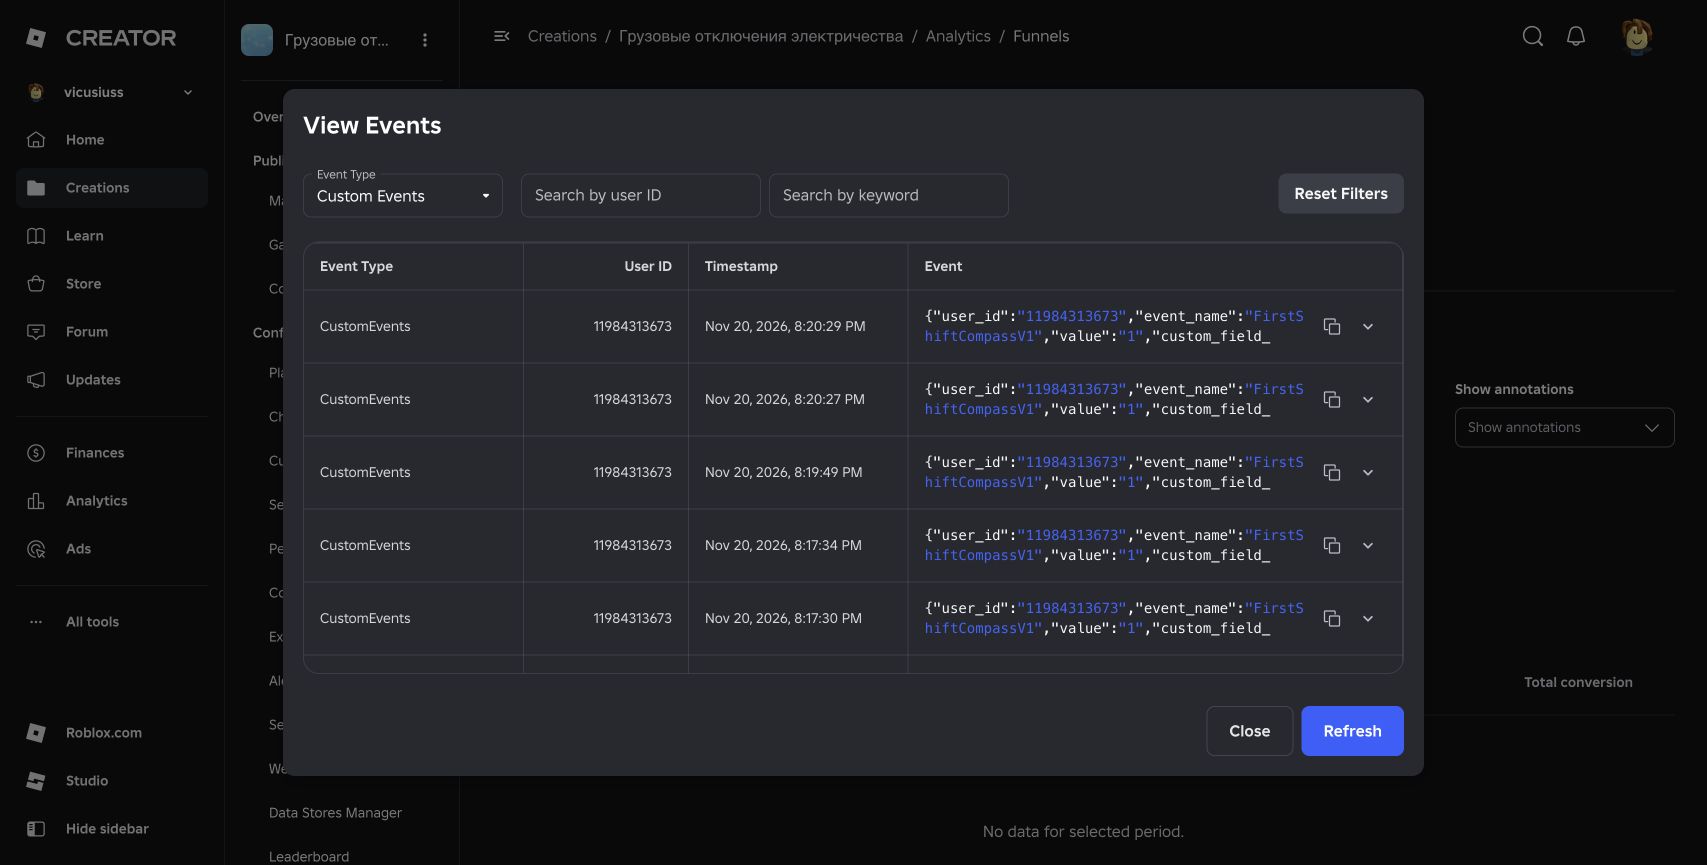 CREATOR
vicusiuss
Home
Creations
Learn
Store
Forum
Updates
Finances
Analytics
Ads
All tools
Roblox.com
Studio
Hide sidebar
Грузовые от...
Data Stores Manager
Leaderboard
Creations / Грузовые отключения электричества / Analytics / Funnels
View Events
Event Type
Custom Events
Search by user ID
Search by keyword
Reset Filters
Event Type User ID Timestamp Event
CustomEvents 11984313673 Nov 20, 2026, 8:20:29 PM {"user_id":"11984313673","event_name":"FirstS
hiftCompassV1","value":"1","custom_field_
CustomEvents 11984313673 Nov 20, 2026, 8:20:27 PM {"user_id":"11984313673","event_name":"FirstS
hiftCompassV1","value":"1","custom_field_
CustomEvents 11984313673 Nov 20, 2026, 8:19:49 PM {"user_id":"11984313673","event_name":"FirstS
hiftCompassV1","value":"1","custom_field_
CustomEvents 11984313673 Nov 20, 2026, 8:17:34 PM {"user_id":"11984313673","event_name":"FirstS
hiftCompassV1","value":"1","custom_field_
CustomEvents 11984313673 Nov 20, 2026, 8:17:30 PM {"user_id":"11984313673","event_name":"FirstS
hiftCompassV1","value":"1","custom_field_
Close
Refresh
Show annotations
Show annotations
Total conversion
No data for selected period.